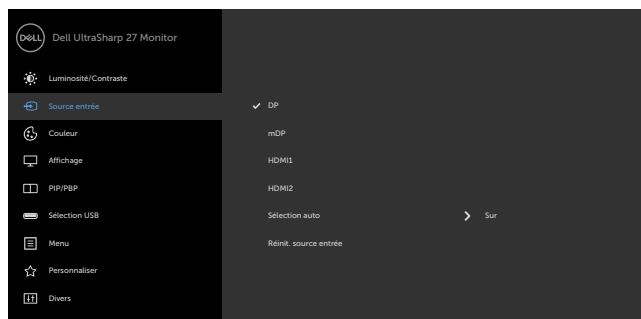 DELL Dell UltraSharp 27 Monitor
Luminosité/Contraste
Source entrée
Couleur
Affichage
PIP/PBP
Sélection USB
Menu
Personnaliser
Divers
DP
mDP
HDMI1
HDMI2
Sélection auto Sur
Réinit. source entrée